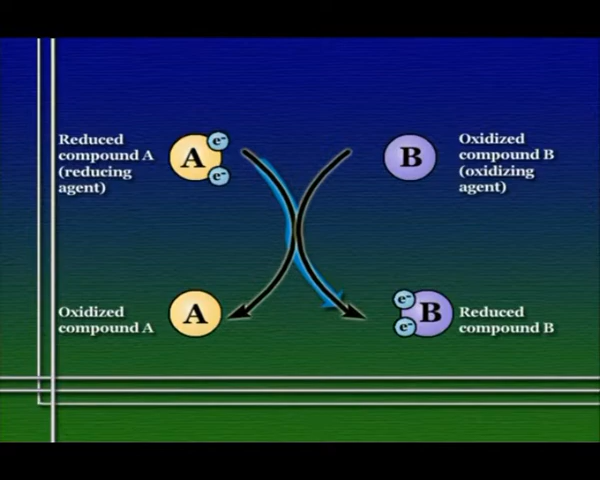 Reduced
compound A
(reducing
agent)
A
e-
e-
B
Oxidized
compound B
(oxidizing
agent)
Oxidized
compound A
A
e-
e-
B
Reduced
compound B